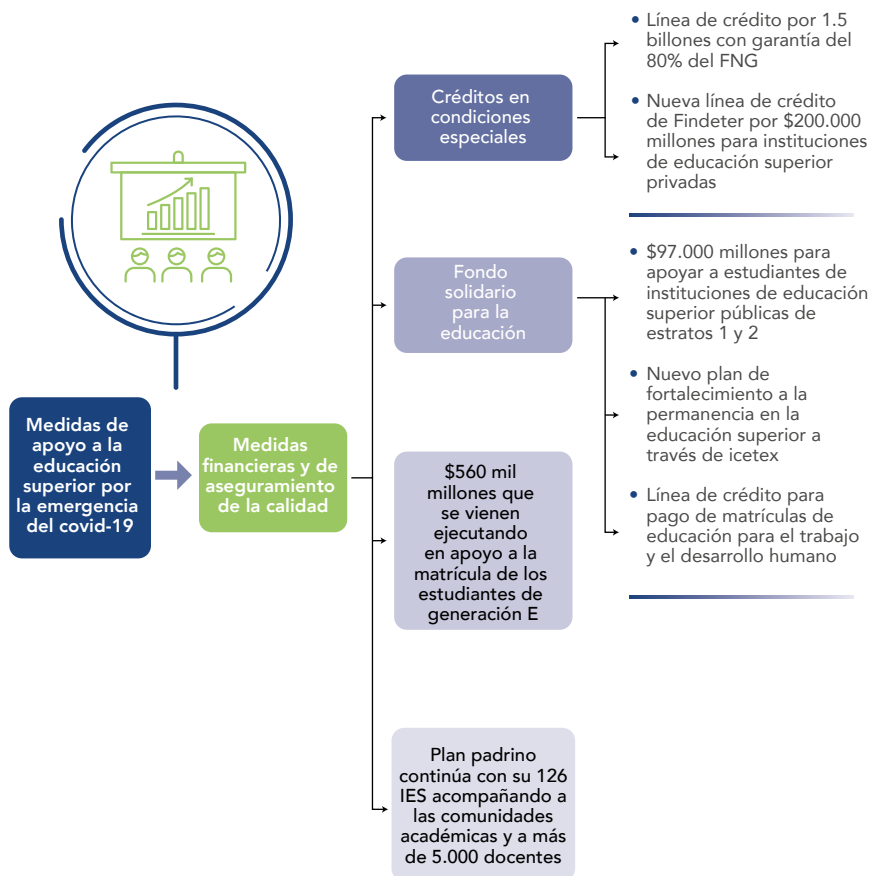 Medidas de
apoyo a la
educación
superior por
la emergencia
del covid-19
Medidas
financieras y de
aseguramiento
de la calidad
Créditos en
condiciones
especiales
• Línea de crédito por 1.5
billones con garantía del
80% del FNG
• Nueva línea de crédito
de Findeter por $200.000
millones para instituciones
de educación superior
privadas
Fondo
solidario
para la
educación
• $97.000 millones para
apoyar a estudiantes de
instituciones de educación
superior públicas de
estratos 1 y 2
• Nuevo plan de
fortalecimiento a la
permanencia en la
educación superior a
través de icetex
• Línea de crédito para
pago de matrículas de
educación para el trabajo
y el desarrollo humano
$560 mil
millones que
se vienen
ejecutando
en apoyo a la
matrícula de los
estudiantes de
generación E
Plan padrino
continúa con su 126
IES acompañando a
las comunidades
académicas y a más
de 5.000 docentes